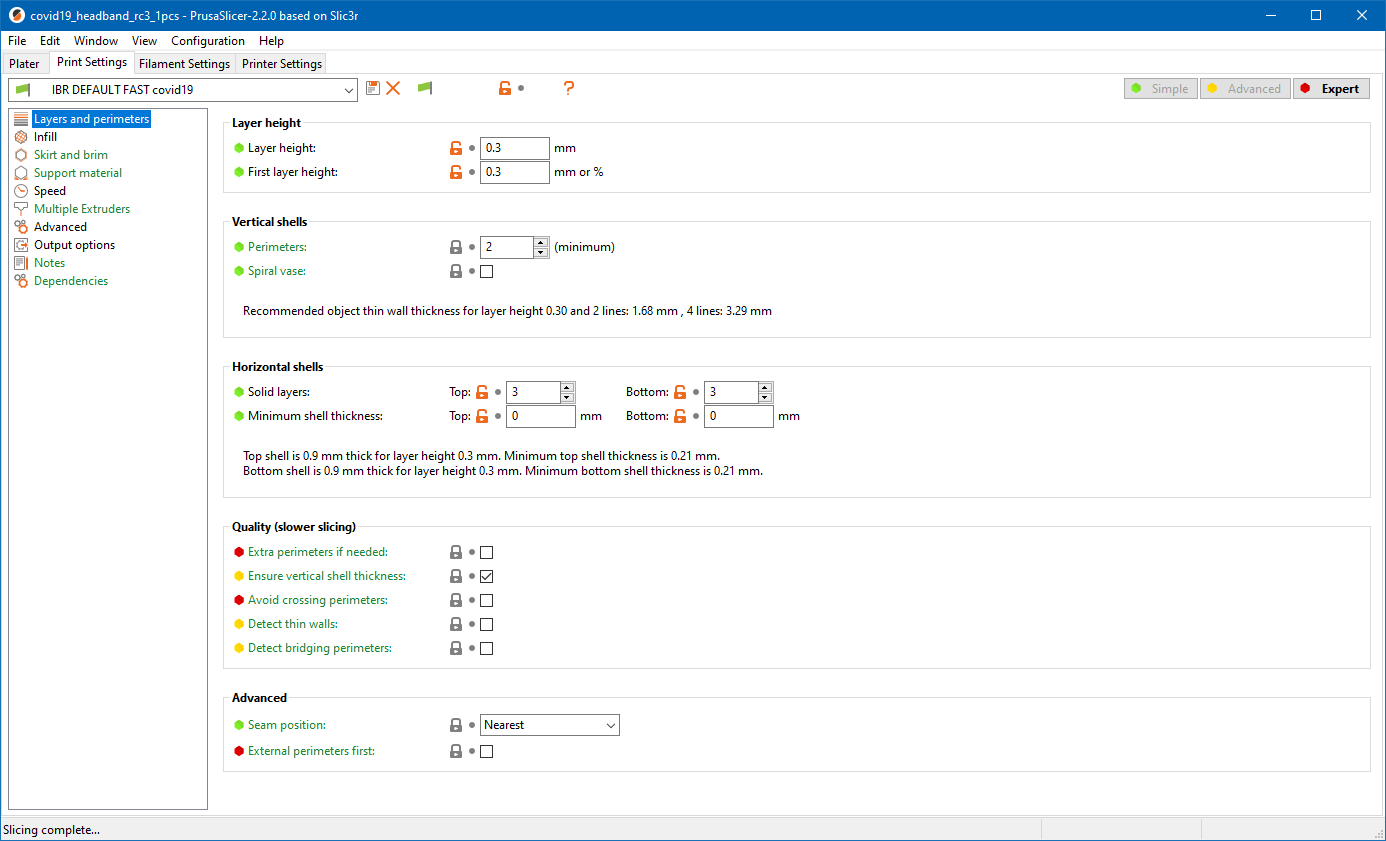 covid19_headband_rc3_1pcs - PrusaSlicer-2.2.0 based on Slic3r
File Edit Window View Configuration Help
Plater Print Settings Filament Settings Printer Settings
IBR DEFAULT FAST covid19 ? Simple Advanced Expert
Layers and perimeters
Infill
Skirt and brim
Support material
Speed
Multiple Extruders
Advanced
Output options
Notes
Dependencies
Layer height
Layer height: 0.3 mm
First layer height: 0.3 mm or %
Vertical shells
Perimeters: 2 (minimum)
Spiral vase:
Recommended object thin wall thickness for layer height 0.30 and 2 lines: 1.68 mm , 4 lines: 3.29 mm
Horizontal shells
Solid layers: Top: 3 Bottom: 3
Minimum shell thickness: Top: 0 mm Bottom: 0 mm
Top shell is 0.9 mm thick for layer height 0.3 mm. Minimum top shell thickness is 0.21 mm.
Bottom shell is 0.9 mm thick for layer height 0.3 mm. Minimum bottom shell thickness is 0.21 mm.
Quality (slower slicing)
Extra perimeters if needed:
Ensure vertical shell thickness:
Avoid crossing perimeters:
Detect thin walls:
Detect bridging perimeters:
Advanced
Seam position: Nearest
External perimeters first:
Slicing complete...